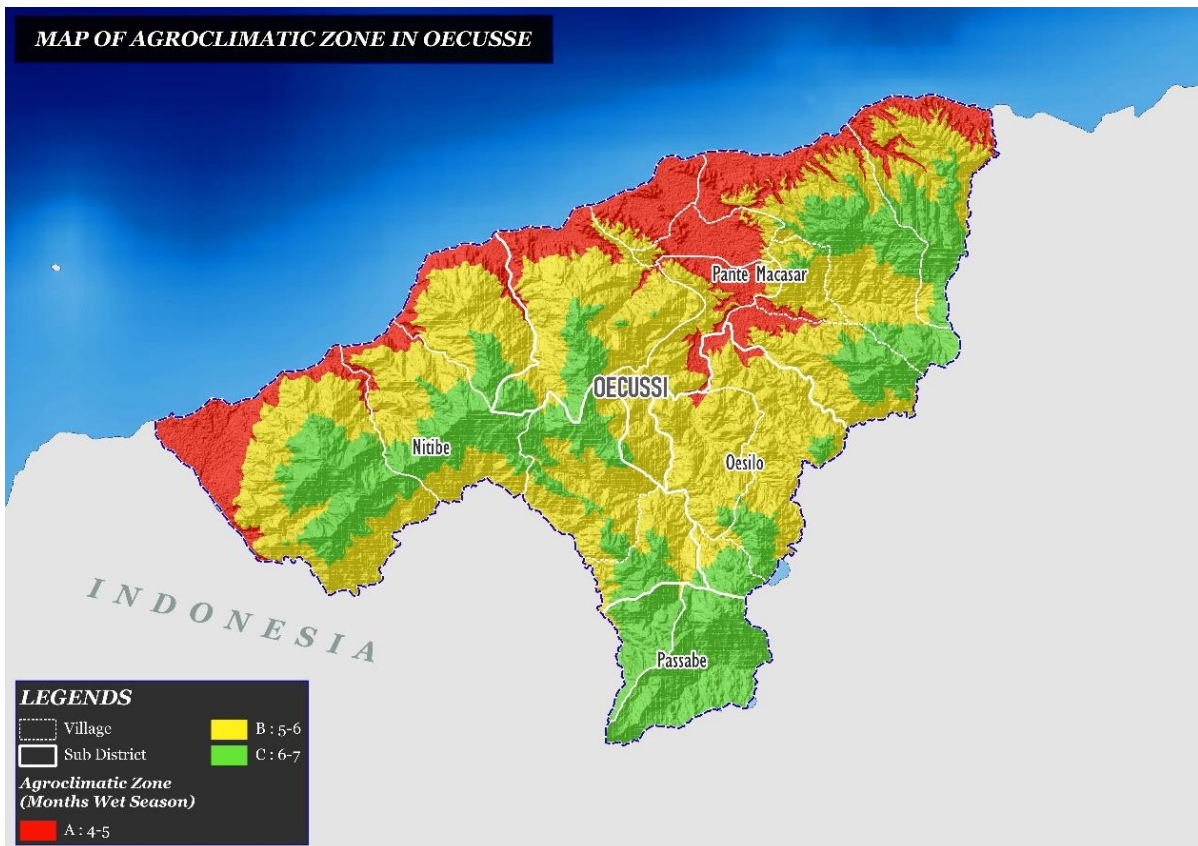 MAP OF AGROCLIMATIC ZONE IN OECUSSE
Pante Macasar
OECUSSI
Nitibe
Oesilo
INDONESIA
Passabe
LEGENDS
Village
Sub District
Agroclimatic Zone
(Months Wet Season)
A : 4-5
B : 5-6
C : 6-7